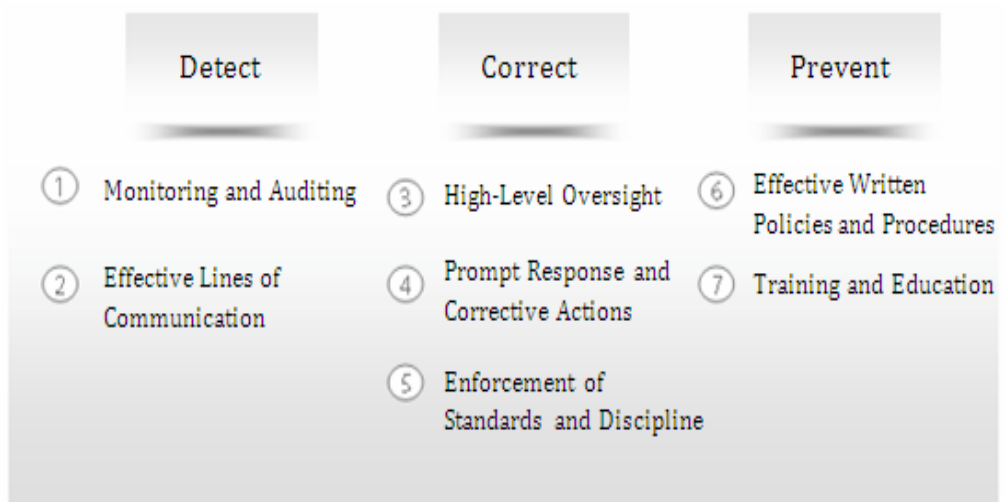 Detect
Correct
Prevent
1 Monitoring and Auditing
2 Effective Lines of
Communication
3 High-Level Oversight
4 Prompt Response and
Corrective Actions
5 Enforcement of
Standards and Discipline
6 Effective Written
Policies and Procedures
7 Training and Education